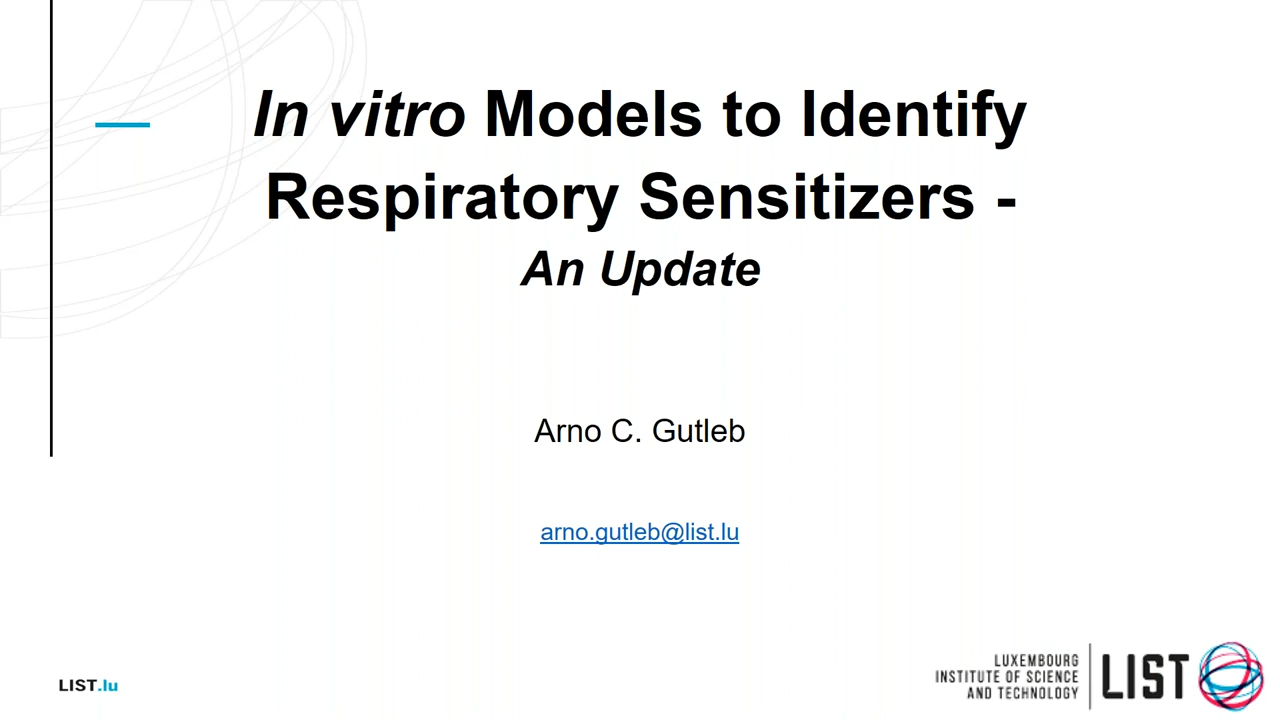 In vitro Models to Identify
Respiratory Sensitizers -
An Update
Arno C. Gutleb
arno.gutleb@list.lu
LIST.lu
LUXEMBOURG
INSTITUTE OF SCIENCE
AND TECHNOLOGY
LIST